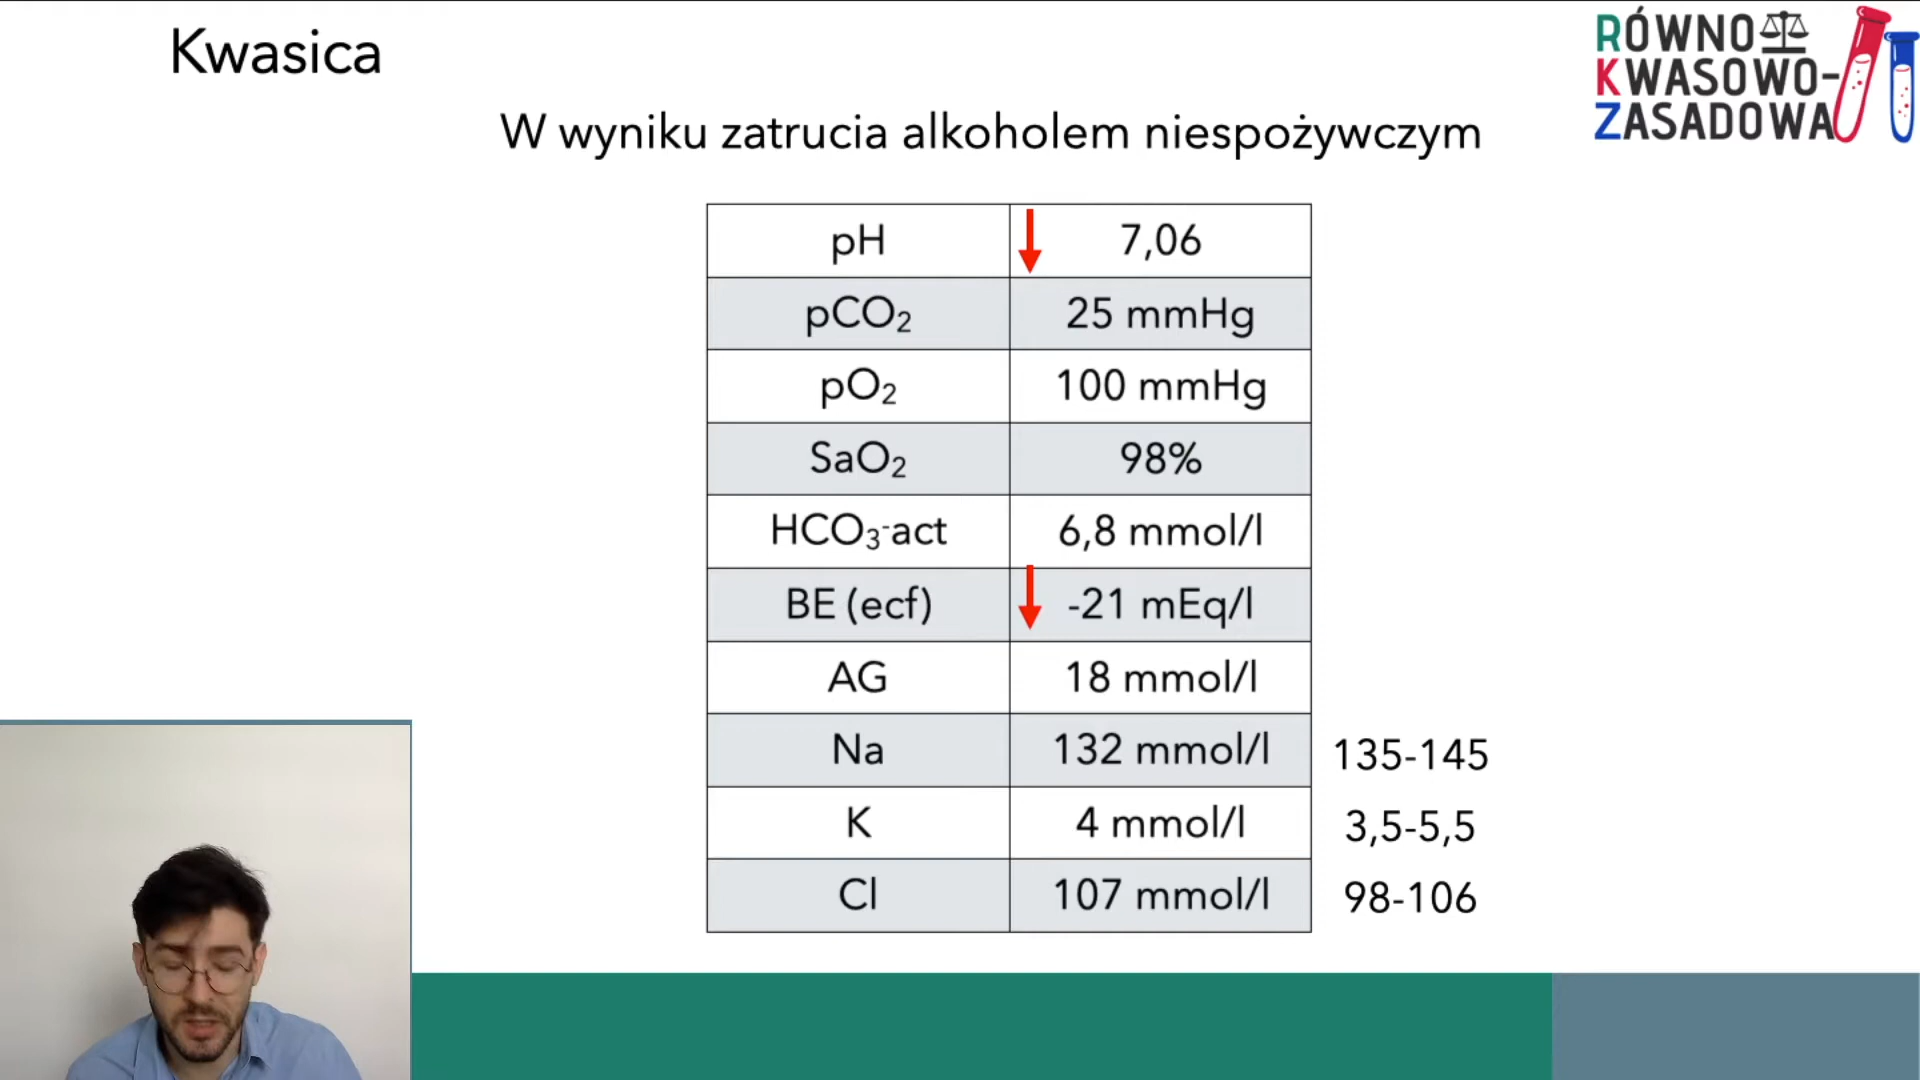 Kwasica
RÓWNO
KWASOWO-
ZASADOWA
W wyniku zatrucia alkoholem niespożywczym
pH 7,06
pCO₂ 25 mmHg
pO₂ 100 mmHg
SaO₂ 98%
HCO₃⁻act 6,8 mmol/l
BE (ecf) -21 mEq/l
AG 18 mmol/l
Na 132 mmol/l 135-145
K 4 mmol/l 3,5-5,5
Cl 107 mmol/l 98-106